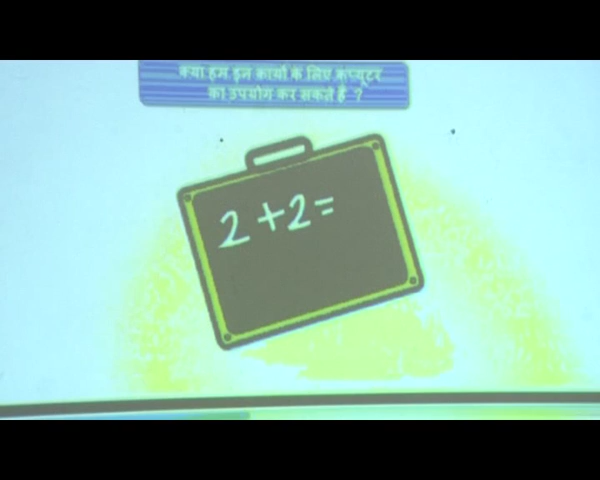 क्या हम इन कार्यो के लिए कंप्यूटर
का उपयोग कर सकते हैं ?
2+2=